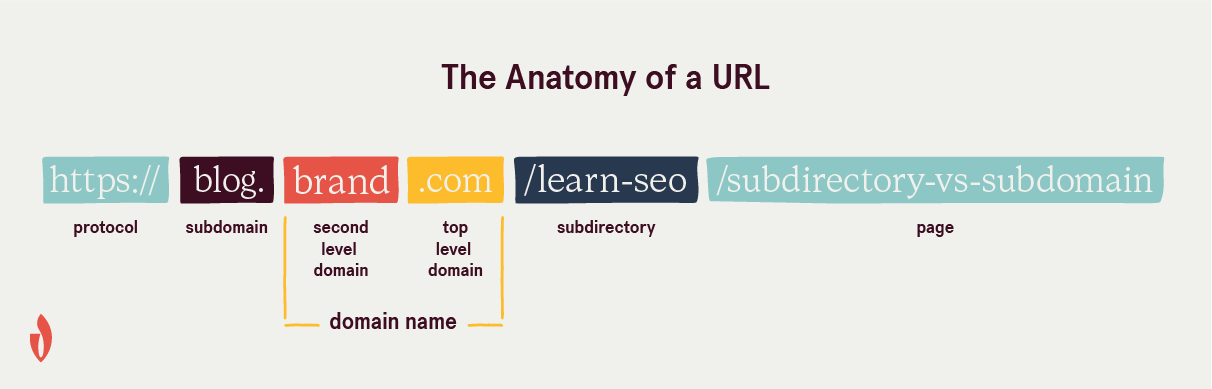 The Anatomy of a URL
https:// blog. brand .com /learn-seo /subdirectory-vs-subdomain
protocol subdomain second level domain top level domain subdirectory page
domain name